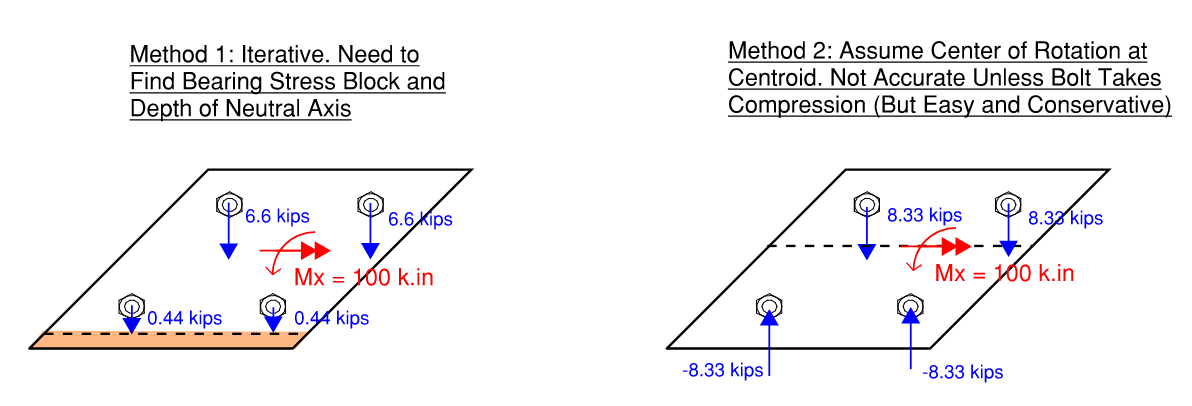 Method 1: Iterative. Need to
Find Bearing Stress Block and
Depth of Neutral Axis
6.6 kips
6.6 kips
Mx = 100 k.in
0.44 kips
0.44 kips
Method 2: Assume Center of Rotation at
Centroid. Not Accurate Unless Bolt Takes
Compression (But Easy and Conservative)
8.33 kips
8.33 kips
Mx = 100 k.in
-8.33 kips
-8.33 kips